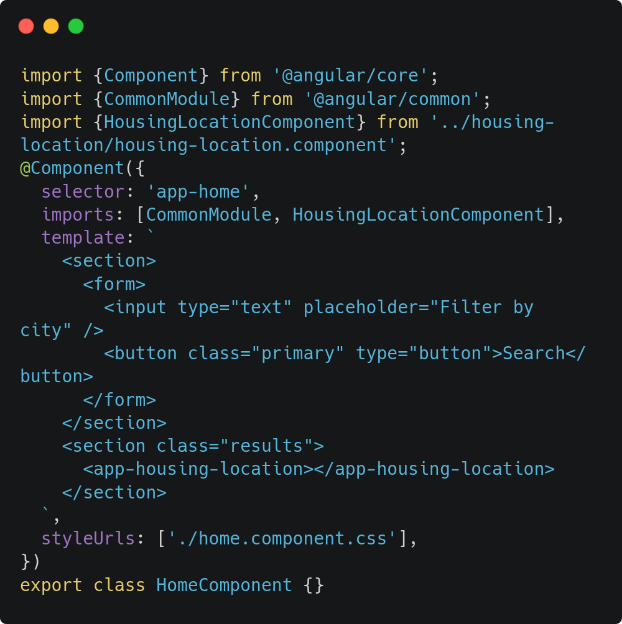 import {Component} from '@angular/core';
import {CommonModule} from '@angular/common';
import {HousingLocationComponent} from '../housing-
location/housing-location.component';
@Component({
  selector: 'app-home',
  imports: [CommonModule, HousingLocationComponent],
  template: `
    <section>
      <form>
        <input type="text" placeholder="Filter by
city" />
        <button class="primary" type="button">Search</
button>
      </form>
    </section>
    <section class="results">
      <app-housing-location></app-housing-location>
    </section>
  `,
  styleUrls: ['./home.component.css'],
})
export class HomeComponent {}